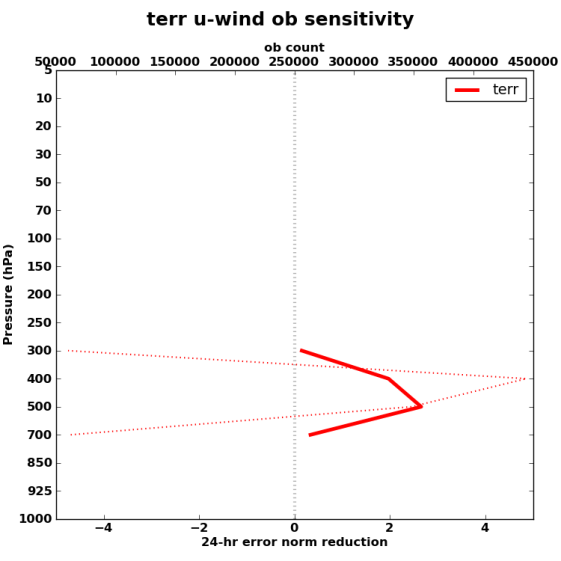 terr u-wind ob sensitivity
ob count
50000 100000 150000 200000 250000 300000 350000 400000 450000
terr
5
10
20
30
50
70
100
150
200
250
300
400
500
700
850
925
1000
Pressure (hPa)
−4 −2 0 2 4
24-hr error norm reduction